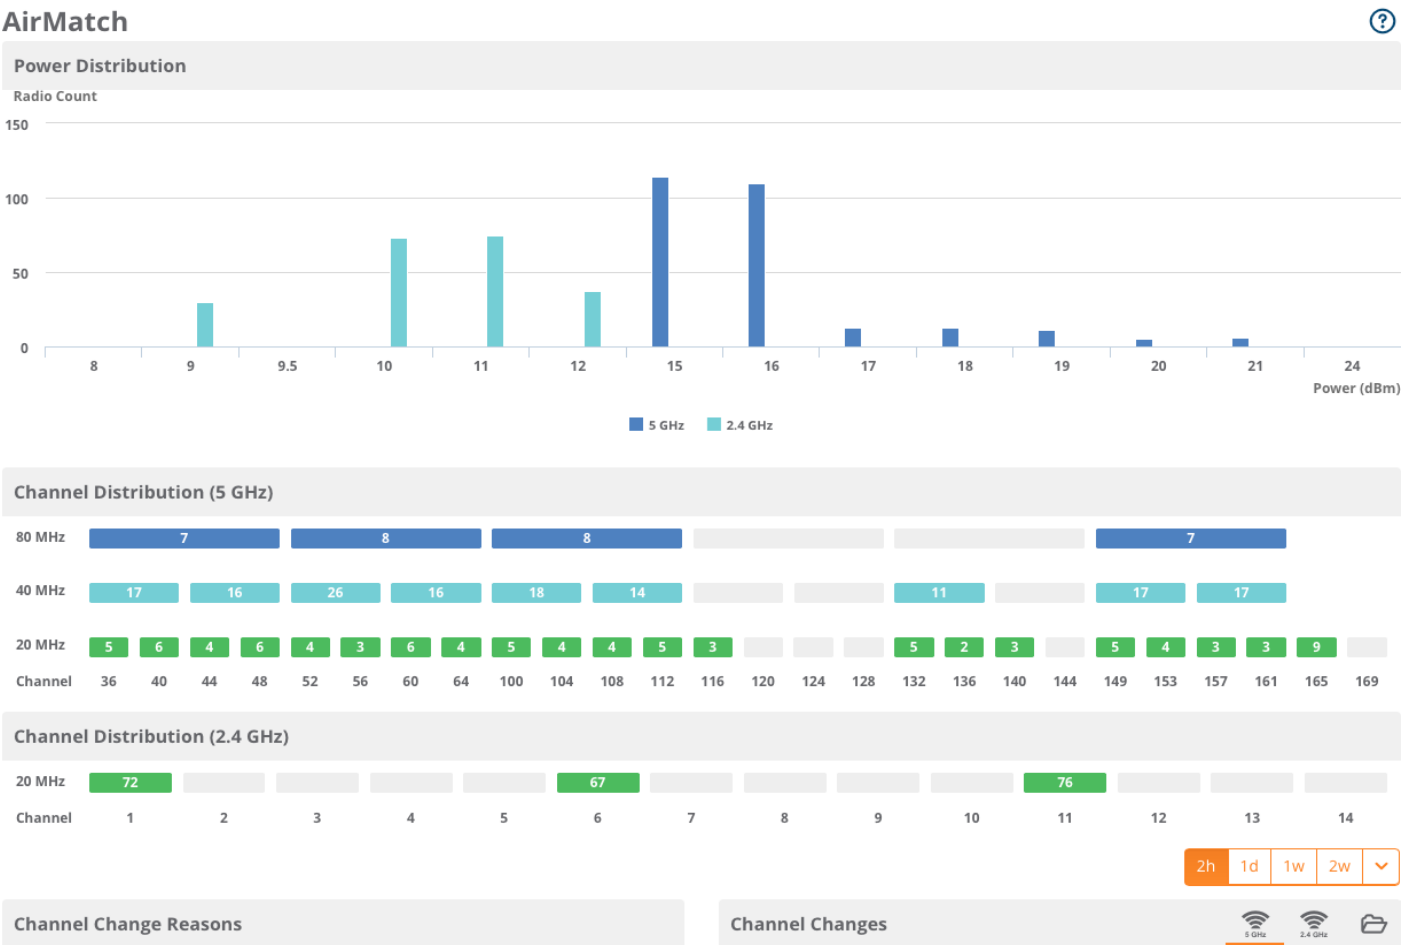 AirMatch
Power Distribution
Radio Count
150
100
50
0
8 9 9.5 10 11 12 15 16 17 18 19 20 21 24
Power (dBm)
5 GHz 2.4 GHz
Channel Distribution (5 GHz)
80 MHz 7 8 8 7
40 MHz 17 16 26 16 18 14 11 17 17
20 MHz 5 6 4 6 4 3 6 4 5 4 4 5 3 5 2 3 5 4 3 3 9
Channel 36 40 44 48 52 56 60 64 100 104 108 112 116 120 124 128 132 136 140 144 149 153 157 161 165 169
Channel Distribution (2.4 GHz)
20 MHz 72 67 76
Channel 1 2 3 4 5 6 7 8 9 10 11 12 13 14
2h 1d 1w 2w
Channel Change Reasons
Channel Changes
5 GHz 2.4 GHz